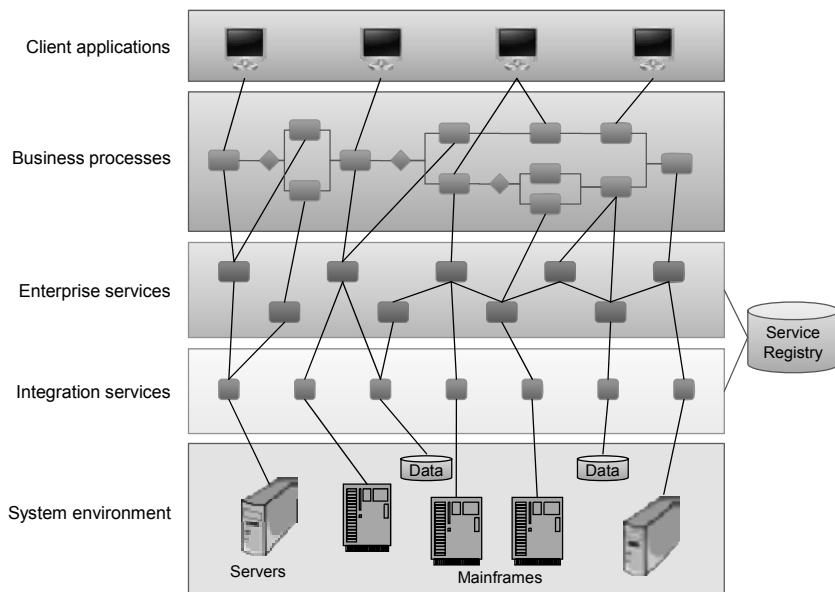 Client applications
Business processes
Enterprise services
Service
Registry
Integration services
Data
Data
System environment
Servers
Mainframes